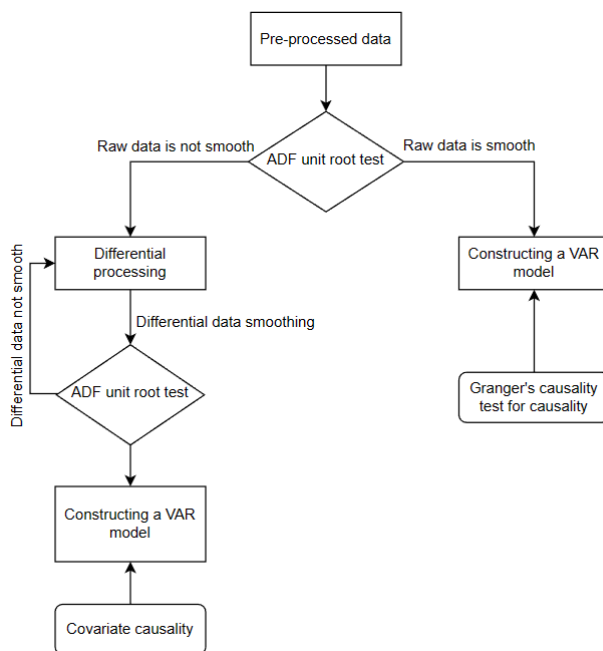 Pre-processed data
Raw data is not smooth
ADF unit root test
Raw data is smooth
Differential
processing
Constructing a VAR
model
Differential data not smooth
Differential data smoothing
ADF unit root test
Granger's causality
test for causality
Constructing a VAR
model
Covariate causality